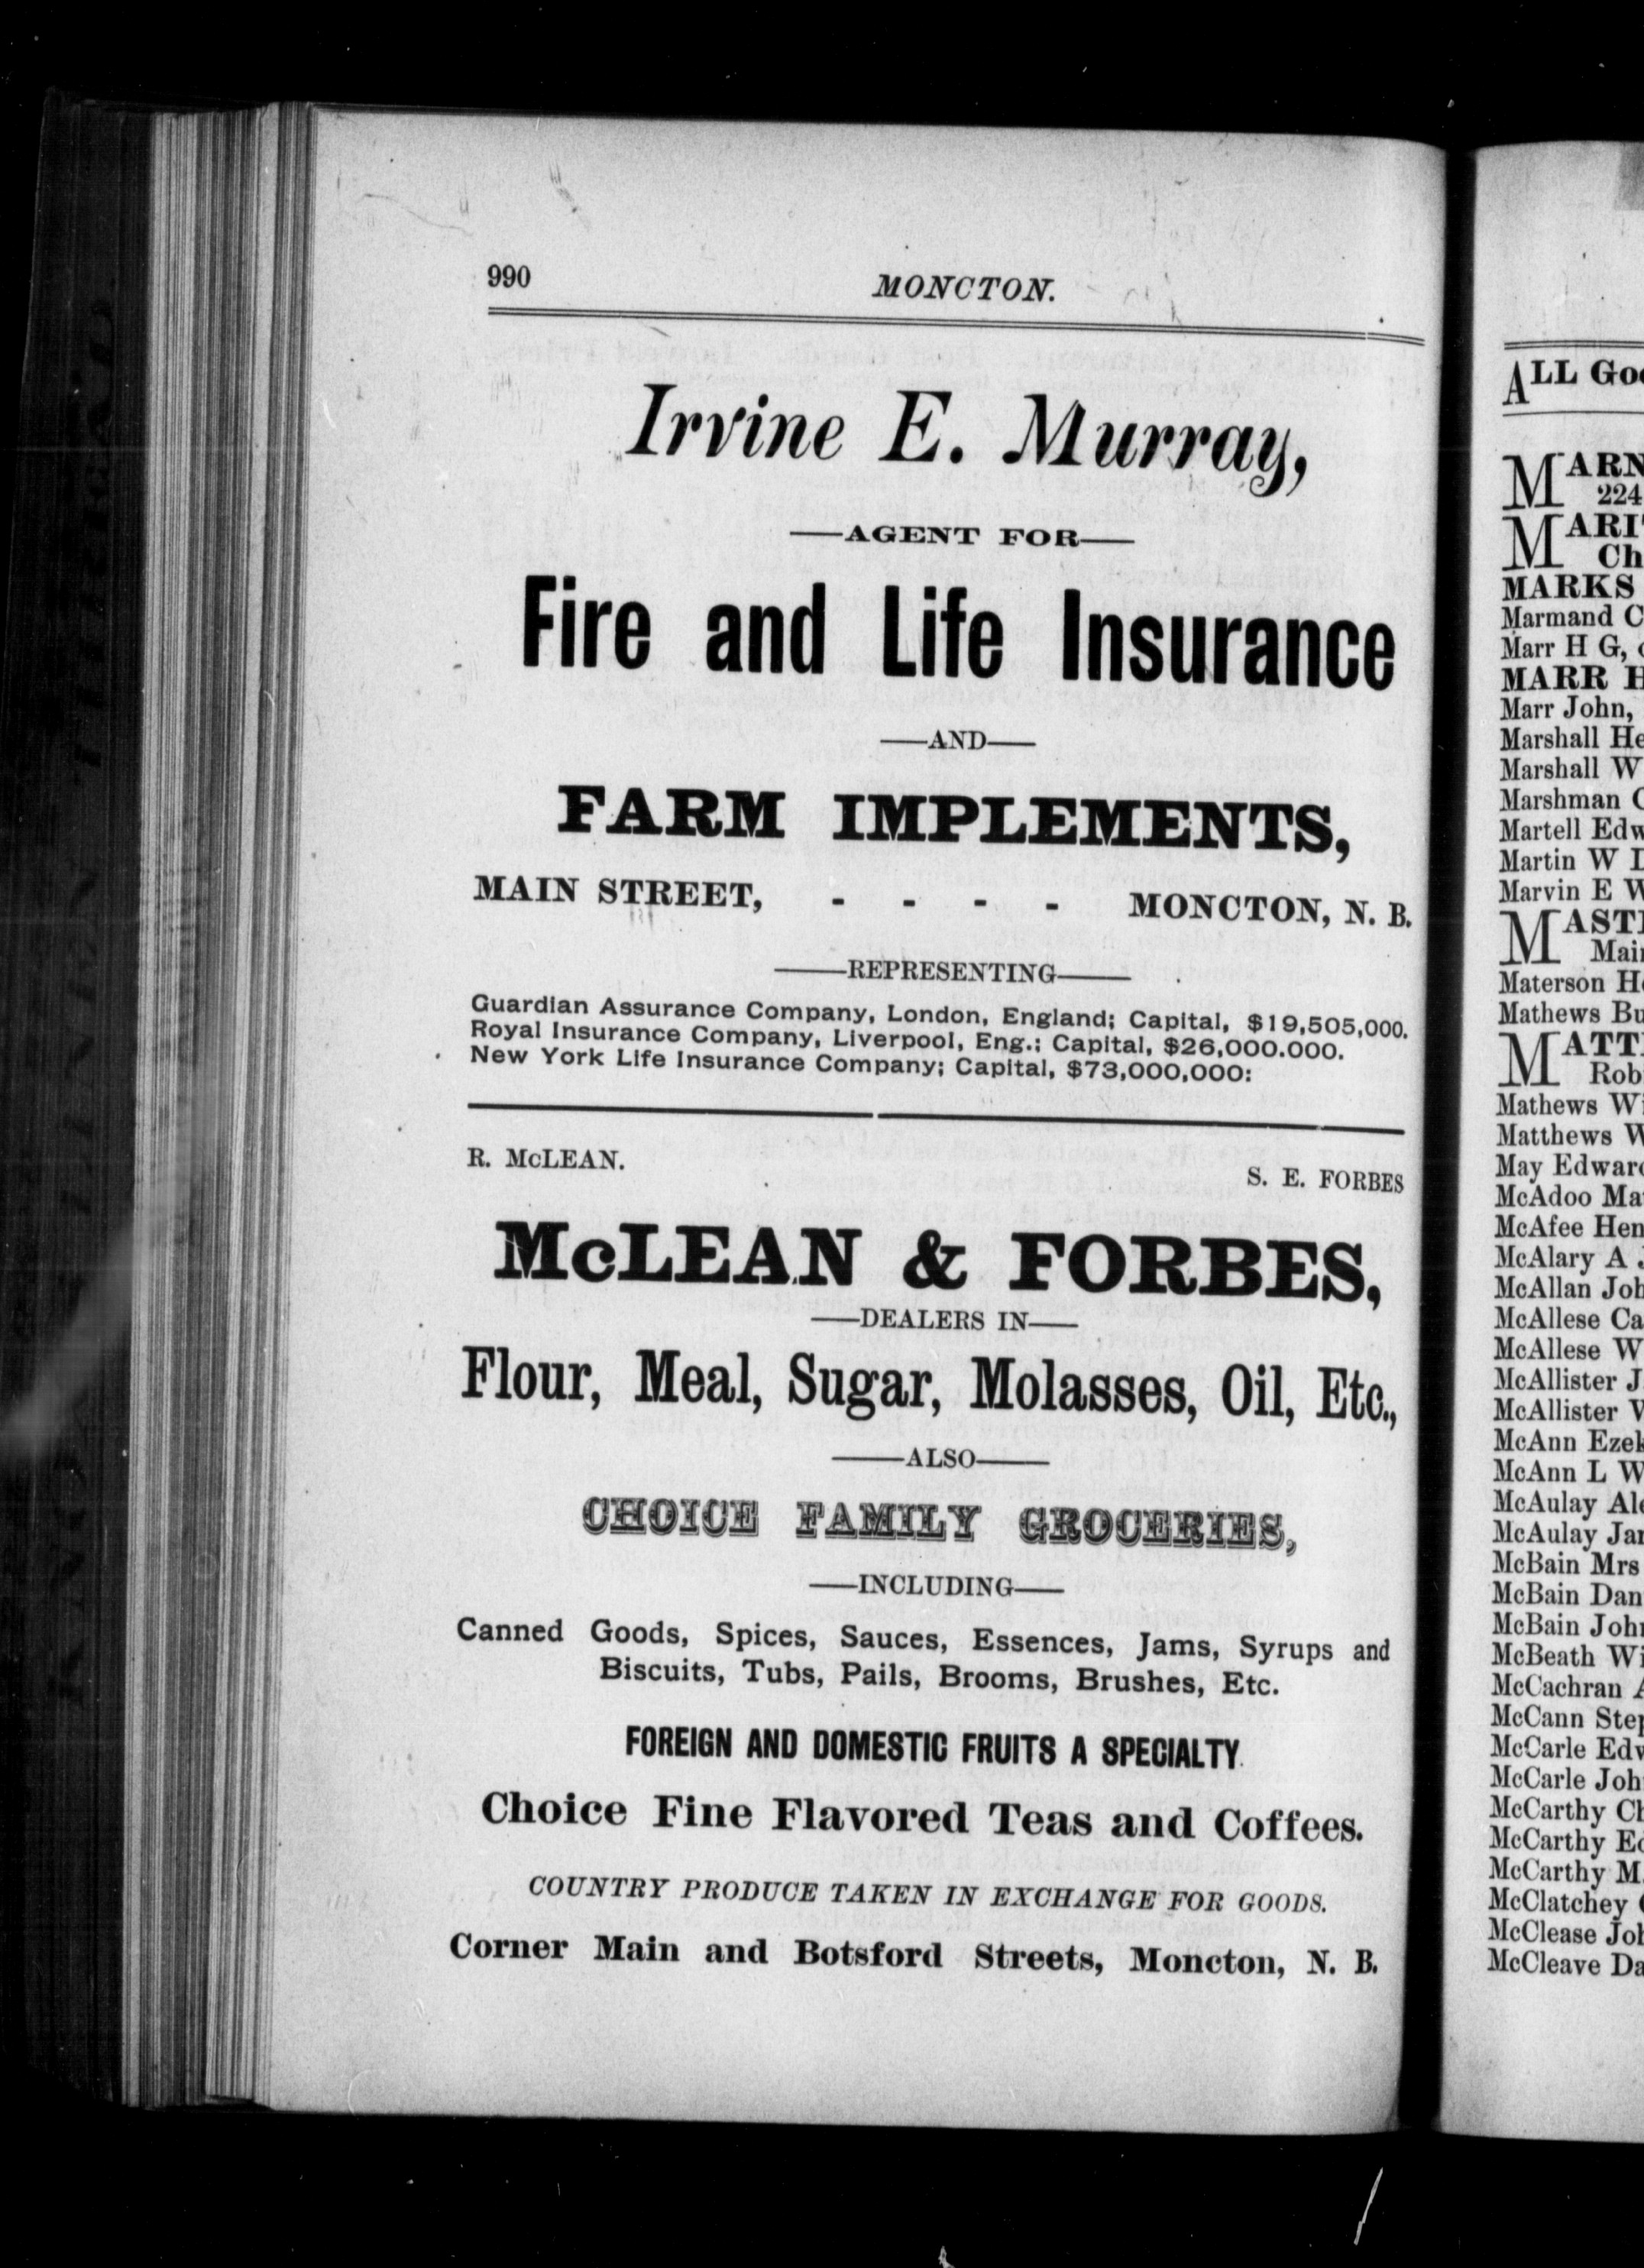 990
MONCTON.
Irvine E. Murray,
—AGENT FOR—
Fire and Life Insurance
—AND—
FARM IMPLEMENTS,
MAIN STREET, - - - - MONCTON, N. B.
—REPRESENTING—
Guardian Assurance Company, London, England; Capital, $19,505,000.
Royal Insurance Company, Liverpool, Eng.; Capital, $26,000.000.
New York Life Insurance Company; Capital, $73,000,000:
R. McLEAN.
S. E. FORBES
McLEAN & FORBES,
—DEALERS IN—
Flour, Meal, Sugar, Molasses, Oil, Etc.,
—ALSO—
CHOICE FAMILY GROCERIES,
—INCLUDING—
Canned Goods, Spices, Sauces, Essences, Jams, Syrups and
Biscuits, Tubs, Pails, Brooms, Brushes, Etc.
FOREIGN AND DOMESTIC FRUITS A SPECIALTY.
Choice Fine Flavored Teas and Coffees.
COUNTRY PRODUCE TAKEN IN EXCHANGE FOR GOODS.
Corner Main and Botsford Streets, Moncton, N. B.
ALL
224
MARKS
Marmand
Marr H G,
MARR
Marr John,
Marshall
Marshall W
Marshman
Martell
Martin W
Marvin E
Materson
Mathews
Mathews
Matthews
May
McAdoo
McAfee
McAlary A
McAllan
McAllese
McAllese W
McAllister
McAllister
McAnn
McAnn L
McAulay
McAulay
McBain Mrs
McBain
McBain
McBeath
McCachran
McCann
McCarle
McCarle
McCarthy
McCarthy
McCarthy
McClatchey
McClease
McCleave